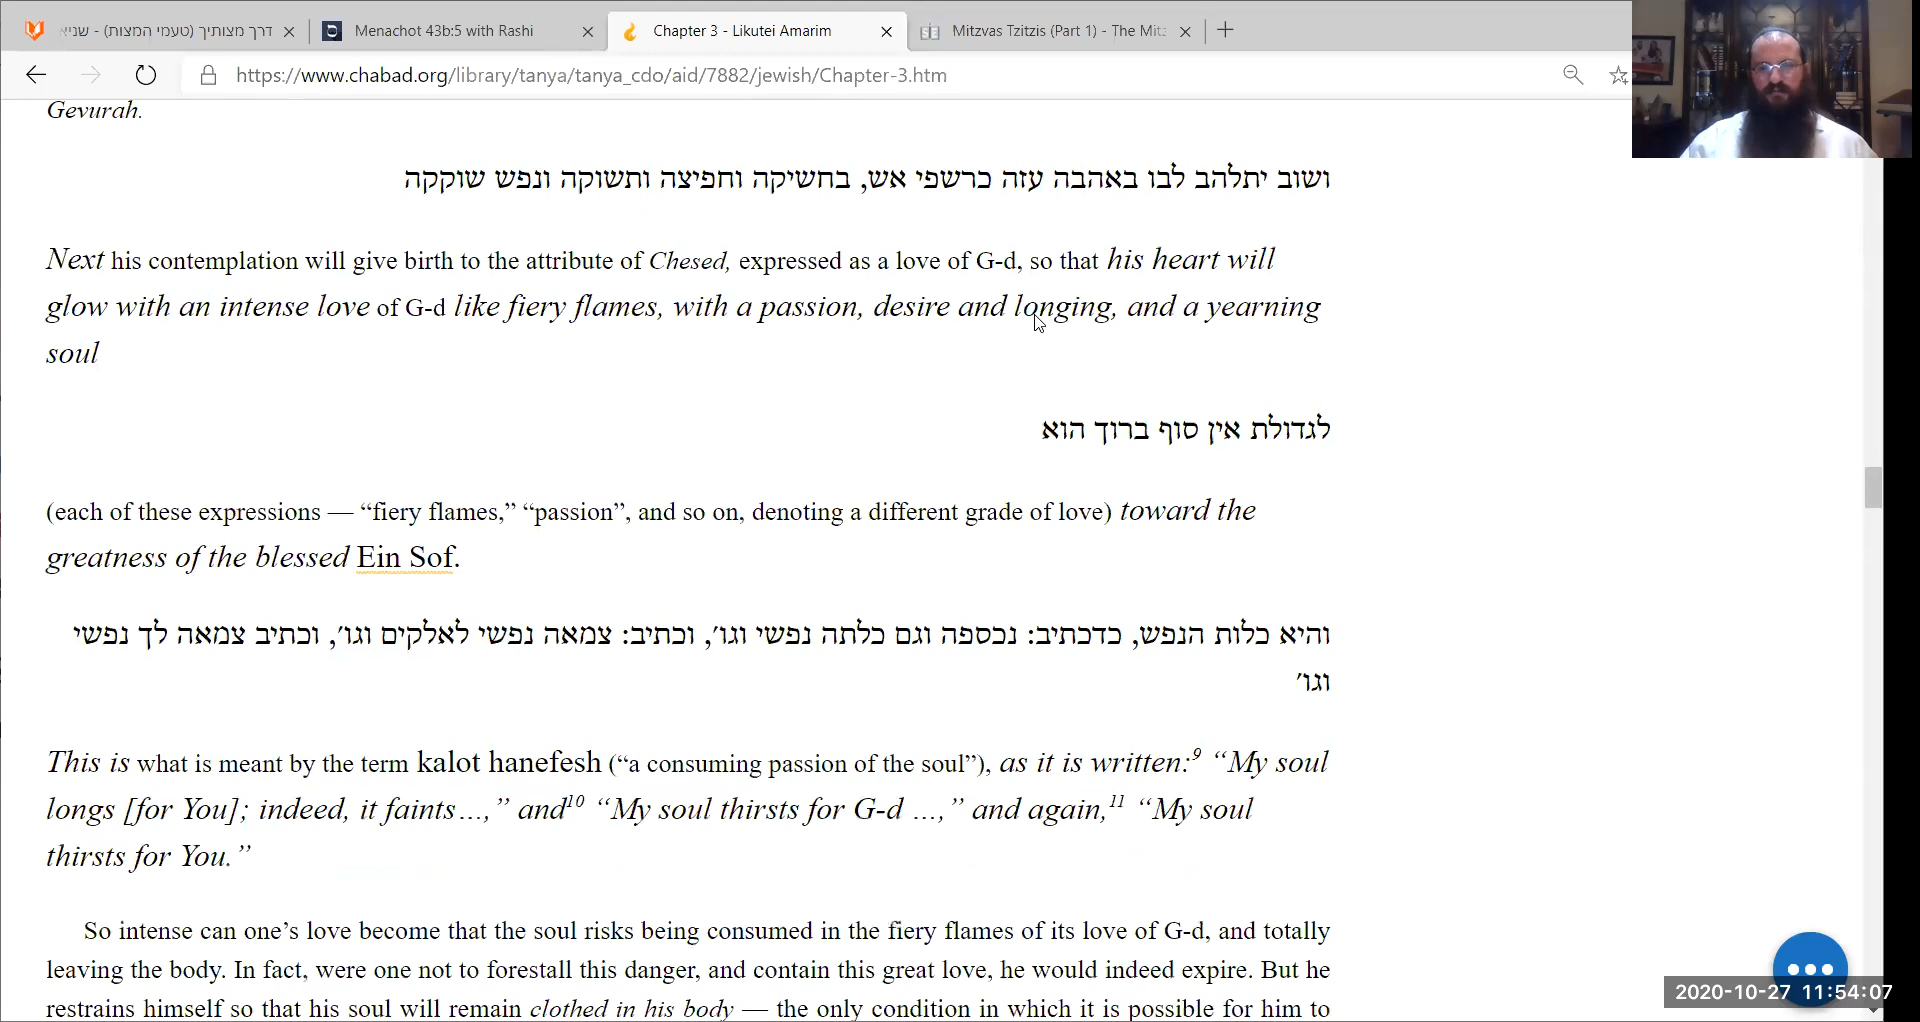 דרך מצותיך (טעמי המצות) - שניא
Menachot 43b:5 with Rashi
Chapter 3 - Likutei Amarim
Mitzvas Tzitzis (Part 1) - The Mitz
https://www.chabad.org/library/tanya/tanya_cdo/aid/7882/jewish/Chapter-3.htm
Gevurah.
ושוב יתלהב לבו באהבה עזה כרשפי אש, בחשיקה וחפיצה ותשוקה ונפש שוקקה
Next his contemplation will give birth to the attribute of Chesed, expressed as a love of G-d, so that his heart will
glow with an intense love of G-d like fiery flames, with a passion, desire and longing, and a yearning
soul
לגדולת אין סוף ברוך הוא
(each of these expressions — “fiery flames,” “passion”, and so on, denoting a different grade of love) toward the
greatness of the blessed Ein Sof.
והיא כלות הנפש, כדכתיב: נכספה וגם כלתה נפשי וגו׳, וכתיב: צמאה נפשי לאלקים וגו׳, וכתיב צמאה לך נפשי
וגו׳
This is what is meant by the term kalot hanefesh (“a consuming passion of the soul”), as it is written:9 “My soul
longs [for You]; indeed, it faints…,” and10 “My soul thirsts for G-d …,” and again,11 “My soul
thirsts for You.”
So intense can one’s love become that the soul risks being consumed in the fiery flames of its love of G-d, and totally
leaving the body. In fact, were one not to forestall this danger, and contain this great love, he would indeed expire. But he
restrains himself so that his soul will remain clothed in his body — the only condition in which it is possible for him to
2020-10-27 11:54:07